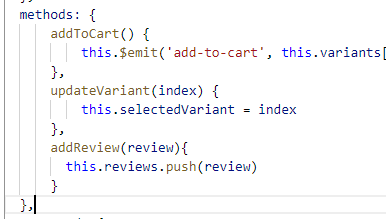 methods: {
addToCart() {
this.$emit('add-to-cart', this.variants[
},
updateVariant(index) {
this.selectedVariant = index
},
addReview(review){
this.reviews.push(review)
}
},